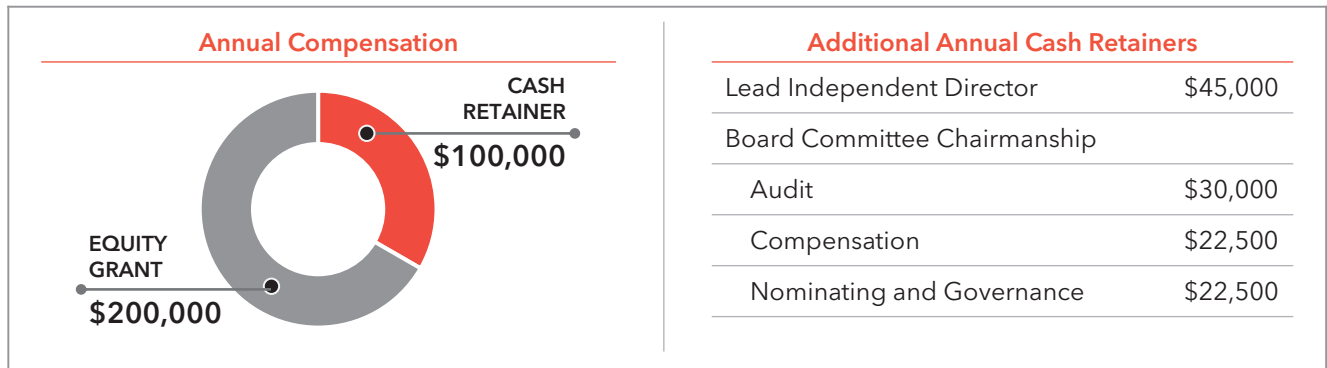 Annual Compensation
CASH
RETAINER
$100,000
EQUITY
GRANT
$200,000
Additional Annual Cash Retainers
Lead Independent Director $45,000
Board Committee Chairmanship
Audit $30,000
Compensation $22,500
Nominating and Governance $22,500